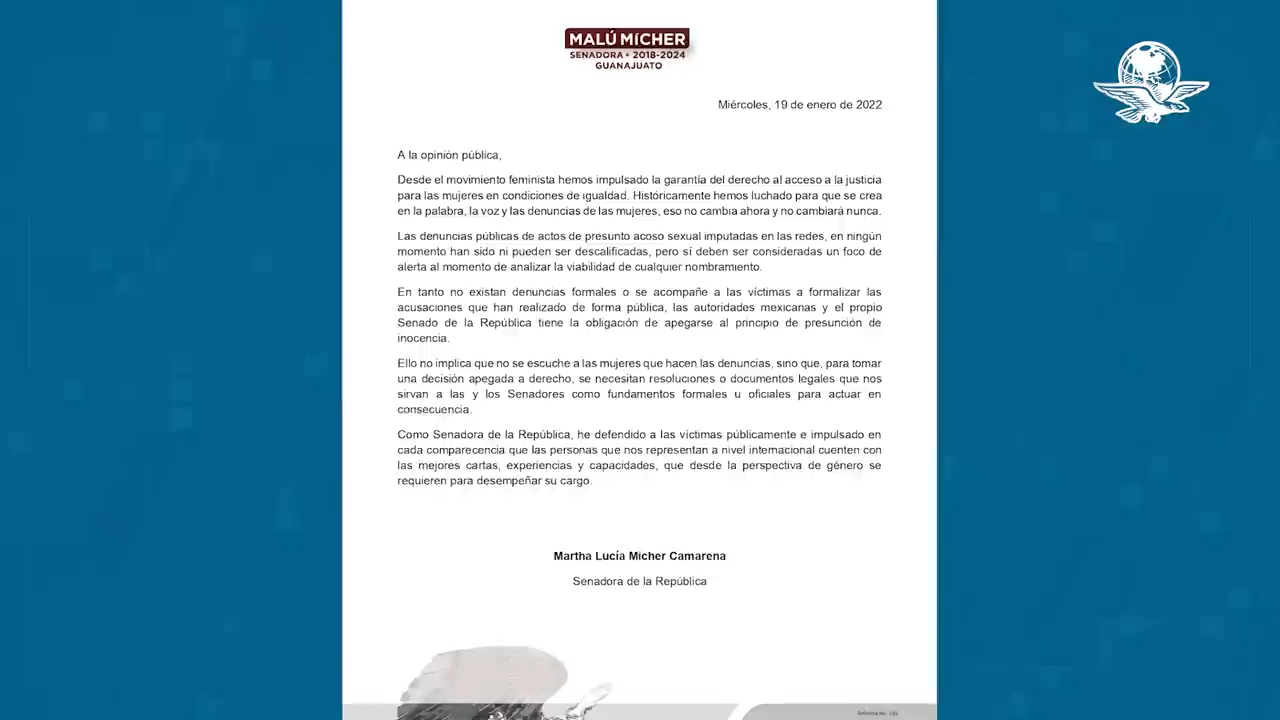 MALÚ MÍCHER
SENADORA • 2018-2024
GUANAJUATO
Miércoles, 19 de enero de 2022
A la opinión pública,
Desde el movimiento feminista hemos impulsado la garantía del derecho al acceso a la justicia
para las mujeres en condiciones de igualdad. Históricamente hemos luchado para que se crea
en la palabra, la voz y las denuncias de las mujeres, eso no cambia ahora y no cambiará nunca.
Las denuncias públicas de actos de presunto acoso sexual imputadas en las redes, en ningún
momento han sido ni pueden ser descalificadas, pero sí deben ser consideradas un foco de
alerta al momento de analizar la viabilidad de cualquier nombramiento.
En tanto no existan denuncias formales o se acompañe a las víctimas a formalizar las
acusaciones que han realizado de forma pública, las autoridades mexicanas y el propio
Senado de la República tiene la obligación de apegarse al principio de presunción de
inocencia.
Ello no implica que no se escuche a las mujeres que hacen las denuncias, sino que, para tomar
una decisión apegada a derecho, se necesitan resoluciones o documentos legales que nos
sirvan a las y los Senadores como fundamentos formales u oficiales para actuar en
consecuencia.
Como Senadora de la República, he defendido a las víctimas públicamente e impulsado en
cada comparecencia que las personas que nos representan a nivel internacional cuenten con
las mejores cartas, experiencias y capacidades, que desde la perspectiva de género se
requieren para desempeñar su cargo.
Martha Lucía Micher Camarena
Senadora de la República